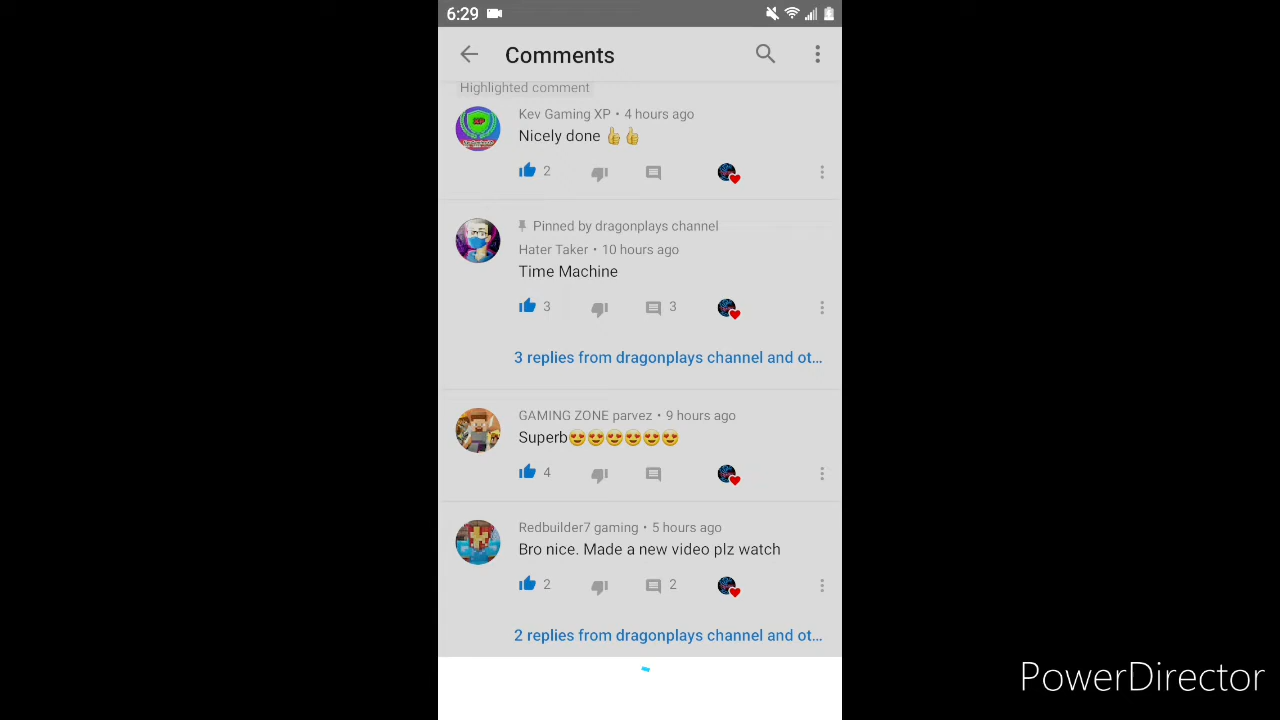 6:29
Comments
Highlighted comment
Kev Gaming XP • 4 hours ago
Nicely done 👍👍
2
Pinned by dragonplays channel
Hater Taker • 10 hours ago
Time Machine
3 3
3 replies from dragonplays channel and ot...
GAMING ZONE parvez • 9 hours ago
Superb😍😍😍😍😍😍
4
Redbuilder7 gaming • 5 hours ago
Bro nice. Made a new video plz watch
2 2
2 replies from dragonplays channel and ot...
PowerDirector